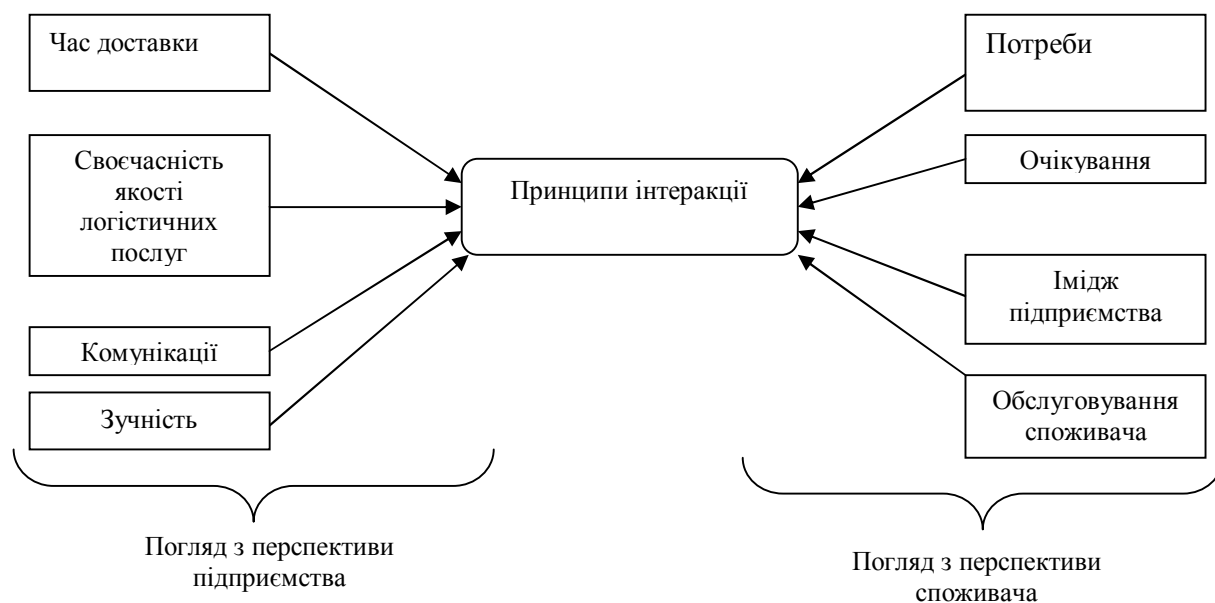 Час доставки
Своєчасність
якості
логістичних
послуг
Комунікації
Зучність
Принципи інтеракції
Потреби
Очікування
Імідж
підприємства
Обслуговування
споживача
Погляд з перспективи
підприємства
Погляд з перспективи
споживача